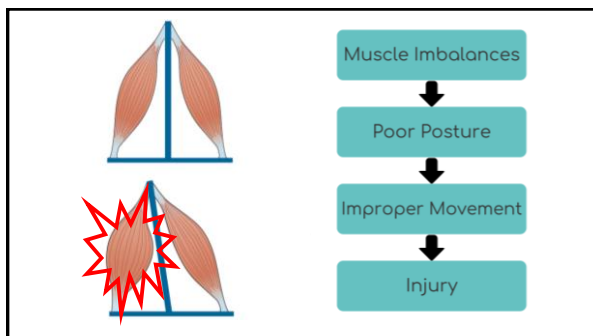 Muscle Imbalances
Poor Posture
Improper Movement
Injury